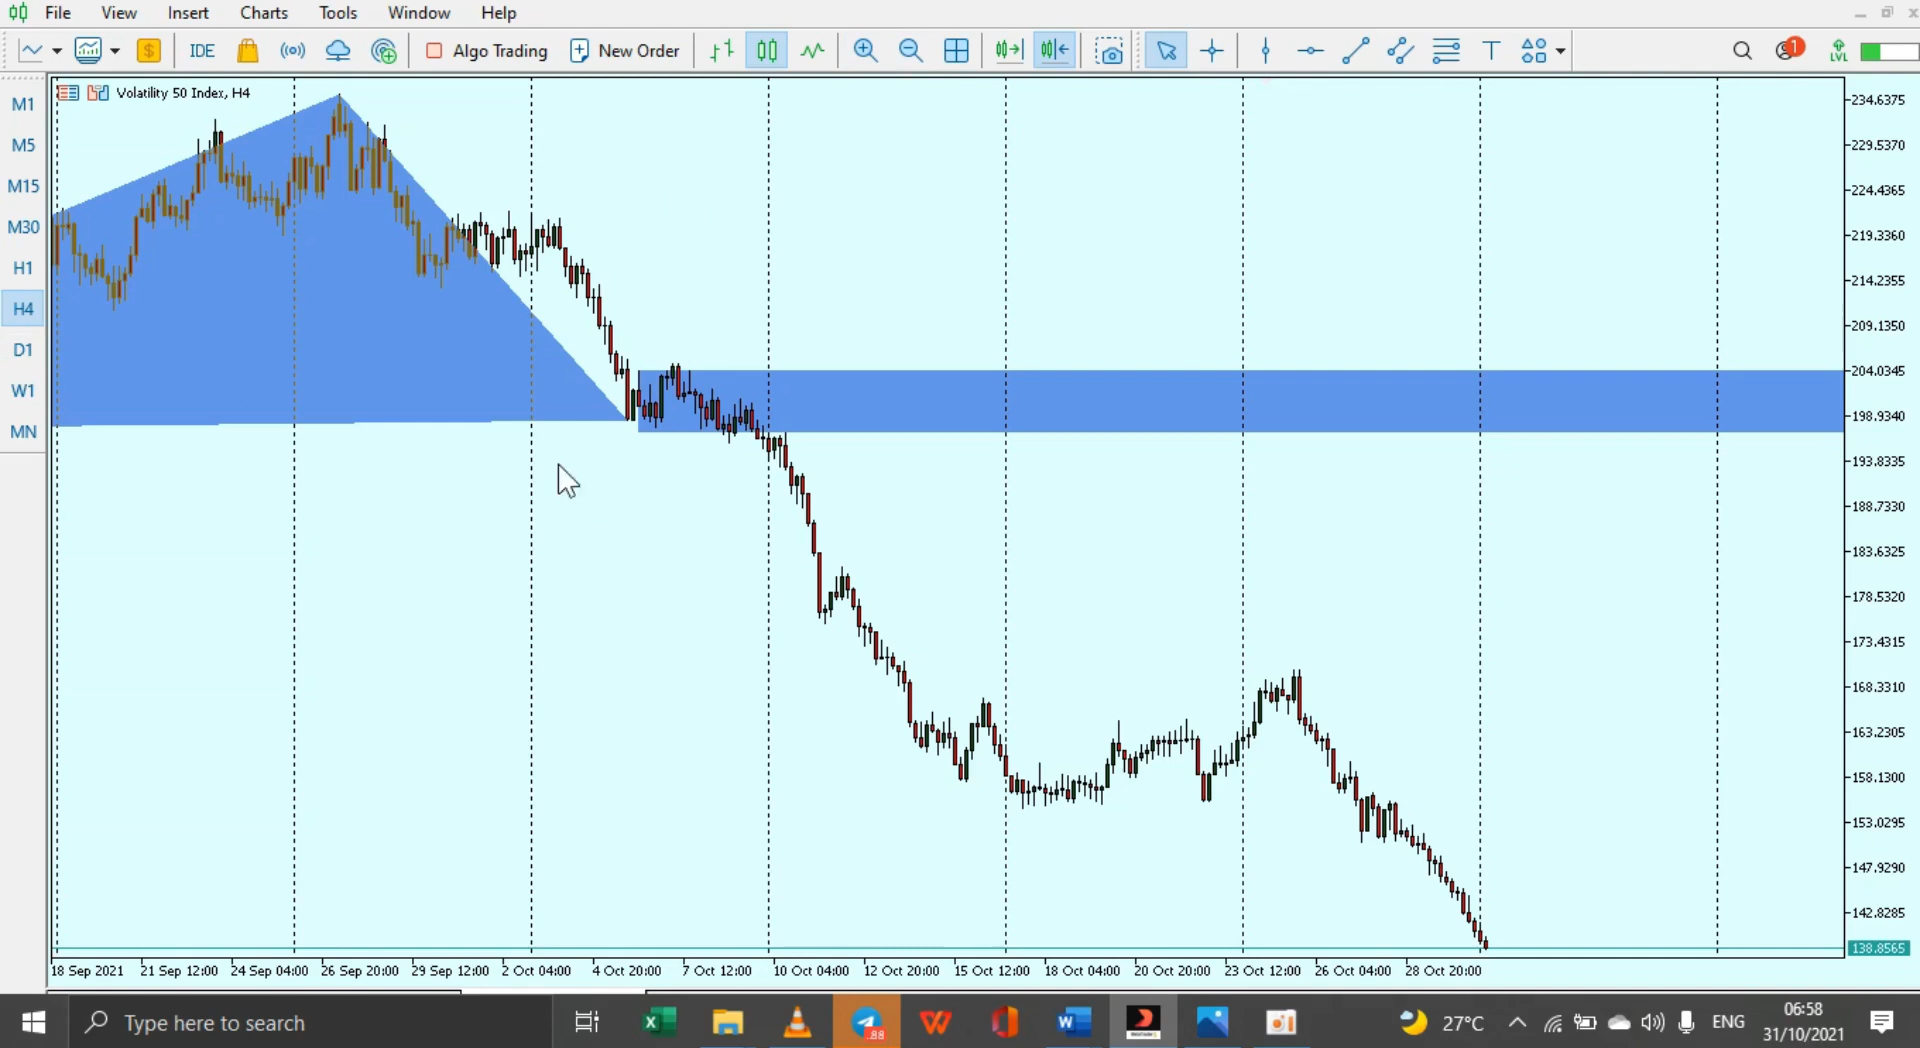 File View Insert Charts Tools Window Help
IDE Algo Trading New Order 1 LVL
Volatility 50 Index, H4
M1
M5
M15
M30
H1
H4
D1
W1
MN
234.6375
229.5370
224.4365
219.3360
214.2355
209.1350
204.0345
198.9340
193.8335
188.7330
183.6325
178.5320
173.4315
168.3310
163.2305
158.1300
153.0295
147.9290
142.8285
138.8565
18 Sep 2021 21 Sep 12:00 24 Sep 04:00 26 Sep 20:00 29 Sep 12:00 2 Oct 04:00 4 Oct 20:00 7 Oct 12:00 10 Oct 04:00 12 Oct 20:00 15 Oct 12:00 18 Oct 04:00 20 Oct 20:00 23 Oct 12:00 26 Oct 04:00 28 Oct 20:00
Type here to search 88 27°C ENG 06:58
31/10/2021